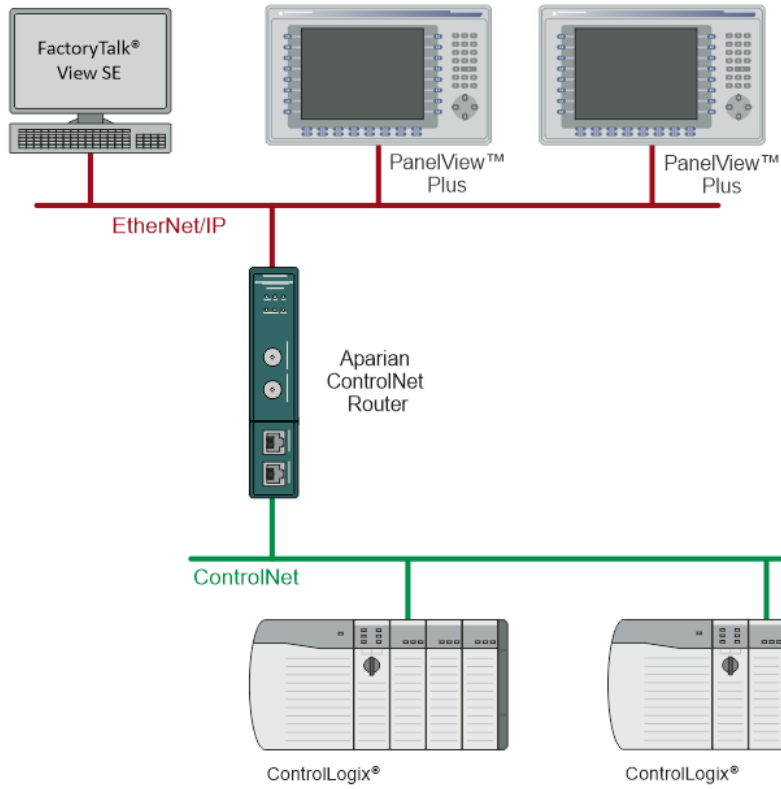 FactoryTalk®
View SE
PanelView™
Plus
PanelView™
Plus
EtherNet/IP
Aparian
ControlNet
Router
ControlNet
ControlLogix®
ControlLogix®